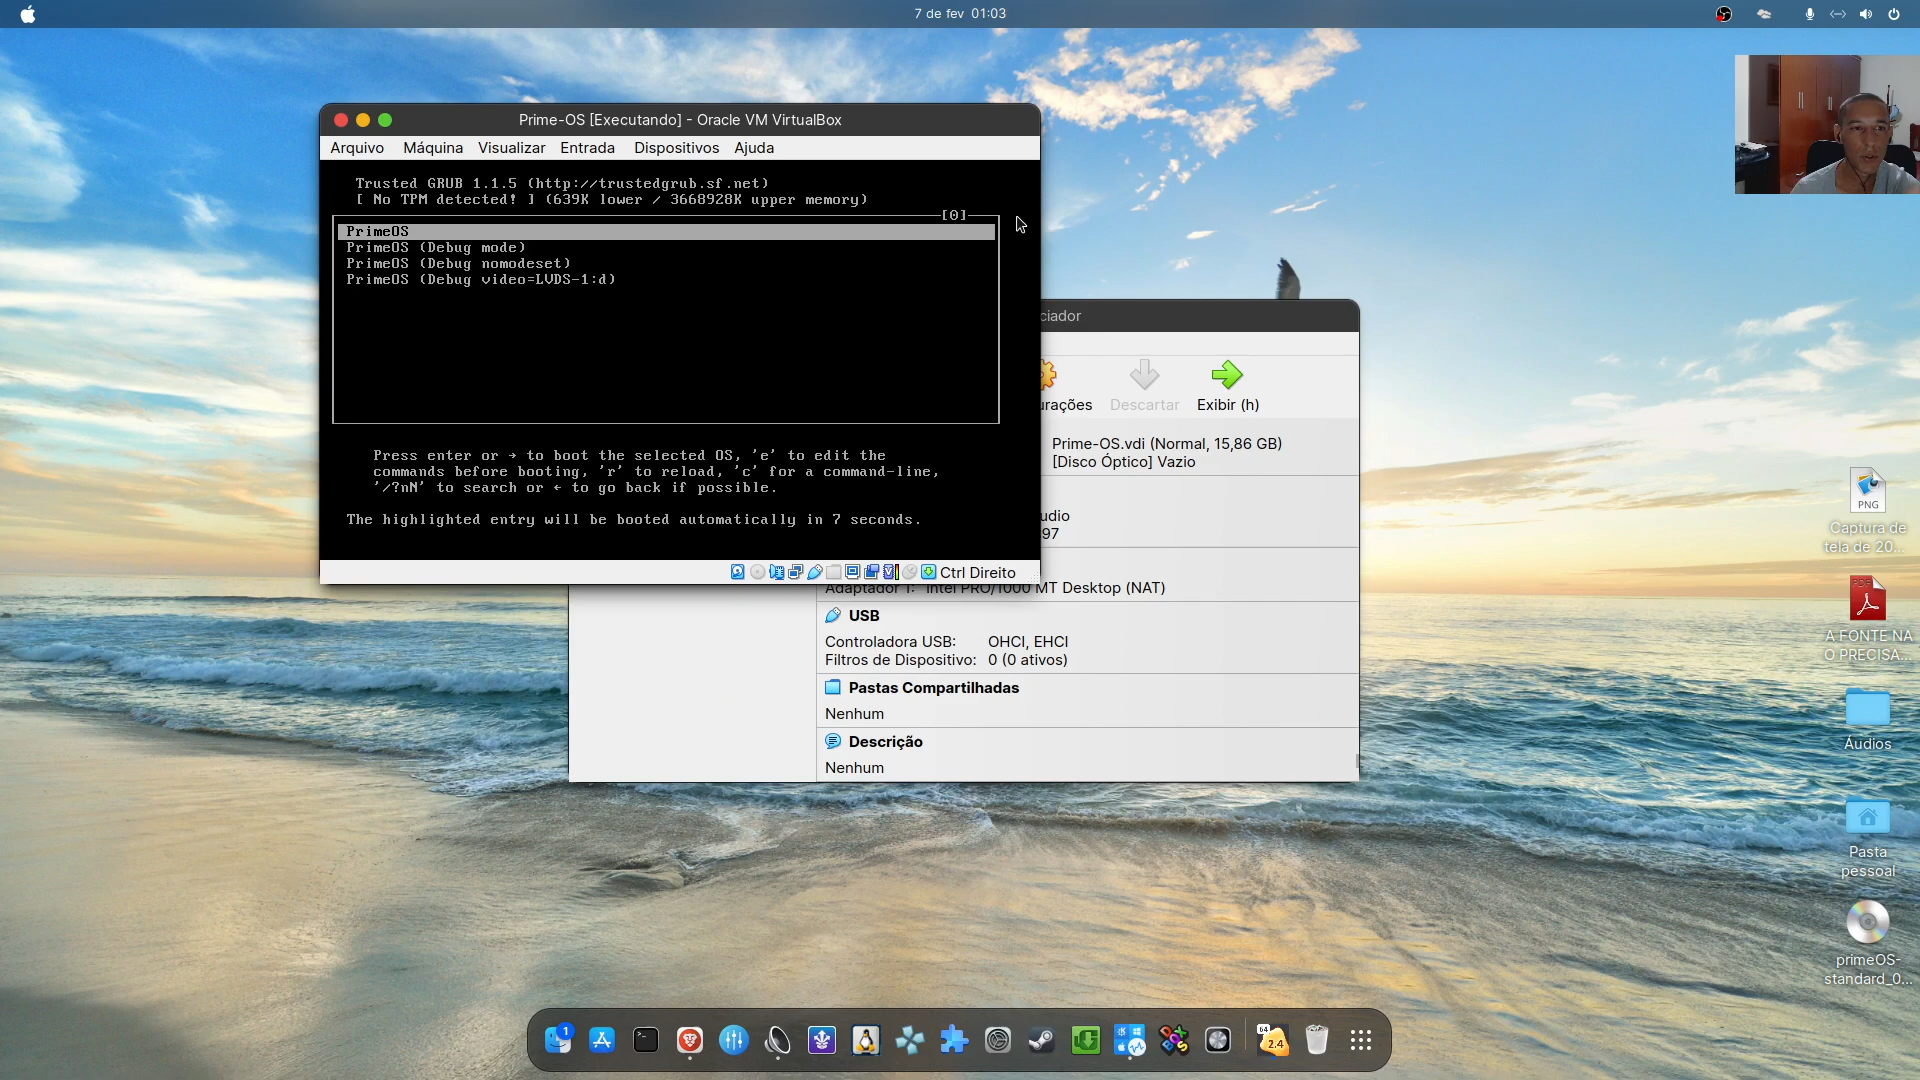 7 de fev 01:03
Prime-OS [Executando] - Oracle VM VirtualBox
Arquivo Máquina Visualizar Entrada Dispositivos Ajuda
Trusted GRUB 1.1.5 (http://trustedgrub.sf.net)
[ No TPM detected! ] (639K lower / 3668928K upper memory)
[0]
PrimeOS
PrimeOS (Debug mode)
PrimeOS (Debug nomodeset)
PrimeOS (Debug video=LVDS-1:d)
Press enter or → to boot the selected OS, 'e' to edit the
commands before booting, 'r' to reload, 'c' for a command-line,
'/?nN' to search or ← to go back if possible.
The highlighted entry will be booted automatically in 7 seconds.
Ctrl Direito
ciador
urações Descartar Exibir (h)
Prime-OS.vdi (Normal, 15,86 GB)
[Disco Óptico] Vazio
udio
97
Adaptador 1: Intel PRO/1000 MT Desktop (NAT)
USB
Controladora USB: OHCI, EHCI
Filtros de Dispositivo: 0 (0 ativos)
Pastas Compartilhadas
Nenhum
Descrição
Nenhum
PNG
Captura de
tela de 20...
PDF
A FONTE NA
O PRECISA...
Áudios
Pasta
pessoal
primeOS-
standard_0...
1
64
2.4